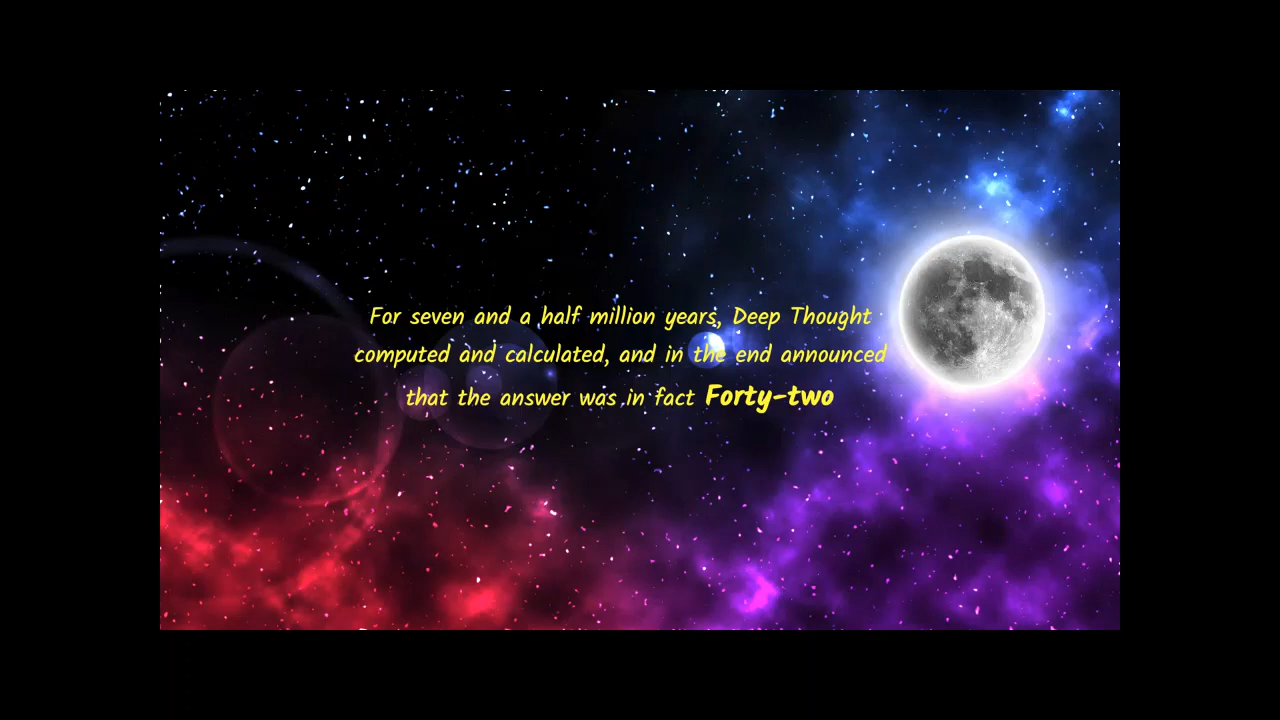 For seven and a half million years, Deep Thought
computed and calculated, and in the end announced
that the answer was in fact Forty-two